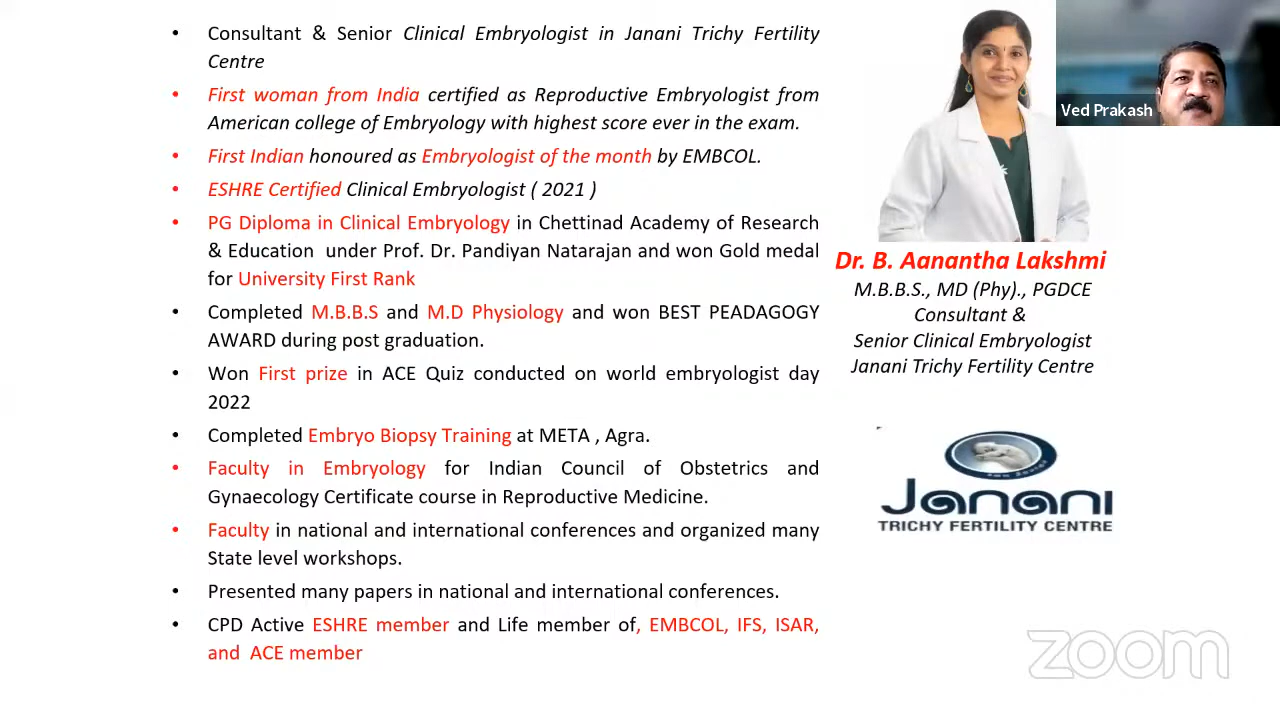 Consultant & Senior Clinical Embryologist in Janani Trichy Fertility
Centre
First woman from India certified as Reproductive Embryologist from
American college of Embryology with highest score ever in the exam.
First Indian honoured as Embryologist of the month by EMBCOL.
ESHRE Certified Clinical Embryologist ( 2021 )
PG Diploma in Clinical Embryology in Chettinad Academy of Research
& Education under Prof. Dr. Pandiyan Natarajan and won Gold medal
for University First Rank
Completed M.B.B.S and M.D Physiology and won BEST PEADAGOGY
AWARD during post graduation.
Won First prize in ACE Quiz conducted on world embryologist day
2022
Completed Embryo Biopsy Training at META , Agra.
Faculty in Embryology for Indian Council of Obstetrics and
Gynaecology Certificate course in Reproductive Medicine.
Faculty in national and international conferences and organized many
State level workshops.
Presented many papers in national and international conferences.
CPD Active ESHRE member and Life member of, EMBCOL, IFS, ISAR,
and ACE member
Ved Prakash
Dr. B. Aanantha Lakshmi
M.B.B.S., MD (Phy)., PGDCE
Consultant &
Senior Clinical Embryologist
Janani Trichy Fertility Centre
Janani
TRICHY FERTILITY CENTRE
zoom